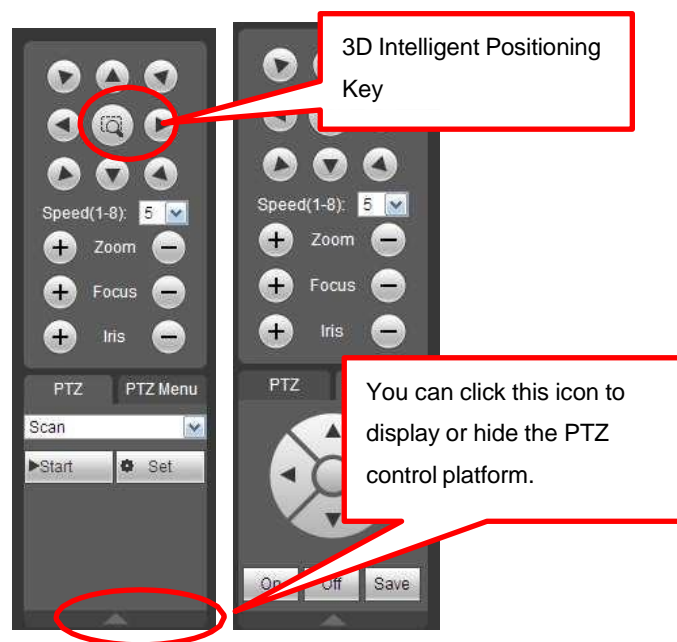 3D Intelligent Positioning
Key
Speed(1-8): 5
Zoom
Focus
Iris
PTZ PTZ Menu
Scan
Start Set
Speed(1-8): 5
Zoom
Focus
Iris
PTZ
You can click this icon to
display or hide the PTZ
control platform.
On Off Save